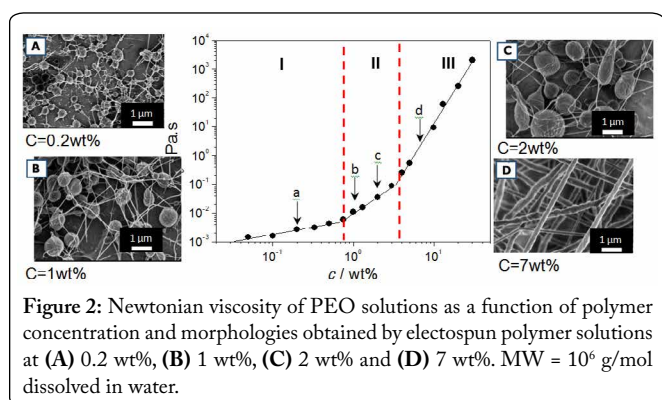 A
1 µm
C=0.2wt%
B
1 µm
C=1wt%
10⁴
10³
10²
10¹
10⁰
10⁻¹
10⁻²
10⁻³
Pa.s
I
II
III
a
b
c
d
10⁻¹
10⁰
10¹
c / wt%
C
1 µm
C=2wt%
D
1 µm
C=7wt%
Figure 2: Newtonian viscosity of PEO solutions as a function of polymer
concentration and morphologies obtained by electospun polymer solutions
at (A) 0.2 wt%, (B) 1 wt%, (C) 2 wt% and (D) 7 wt%. MW = 10⁶ g/mol
dissolved in water.